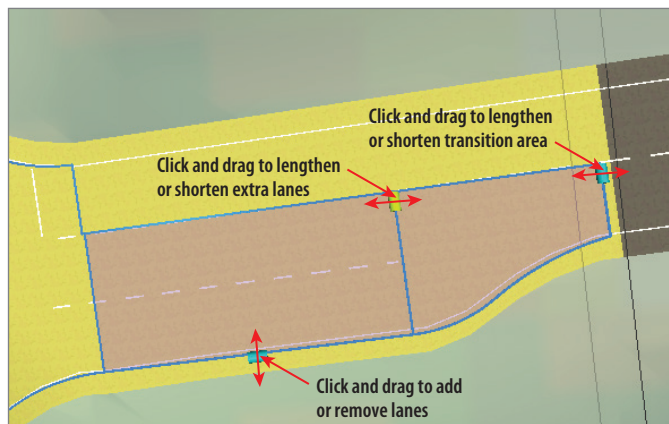 Click and drag to lengthen
or shorten transition area
Click and drag to lengthen
or shorten extra lanes
Click and drag to add
or remove lanes